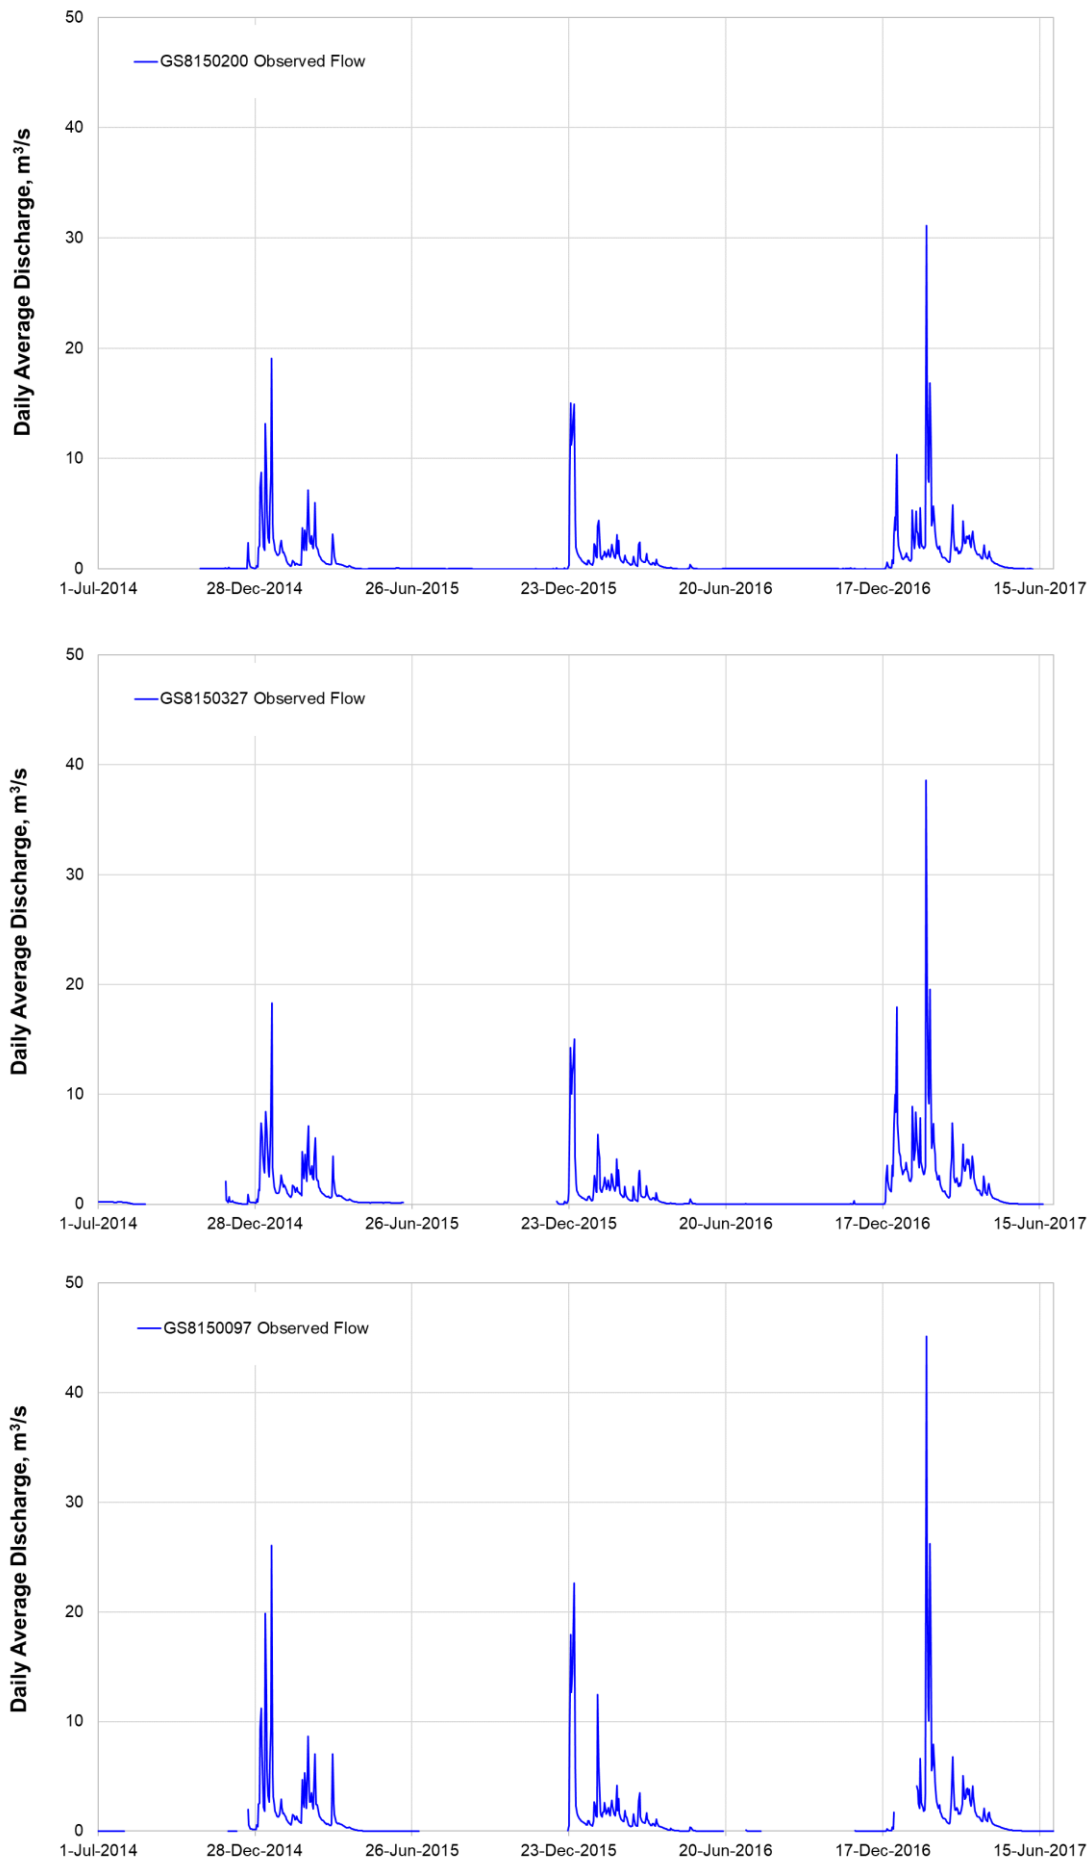 Daily Average Discharge, m³/s
50
GS8150200 Observed Flow
40
30
20
10
0
1-Jul-2014 28-Dec-2014 26-Jun-2015 23-Dec-2015 20-Jun-2016 17-Dec-2016 15-Jun-2017
Daily Average Discharge, m³/s
50
GS8150327 Observed Flow
40
30
20
10
0
1-Jul-2014 28-Dec-2014 26-Jun-2015 23-Dec-2015 20-Jun-2016 17-Dec-2016 15-Jun-2017
Daily Average DIscharge, m³/s
50
GS8150097 Observed Flow
40
30
20
10
0
1-Jul-2014 28-Dec-2014 26-Jun-2015 23-Dec-2015 20-Jun-2016 17-Dec-2016 15-Jun-2017